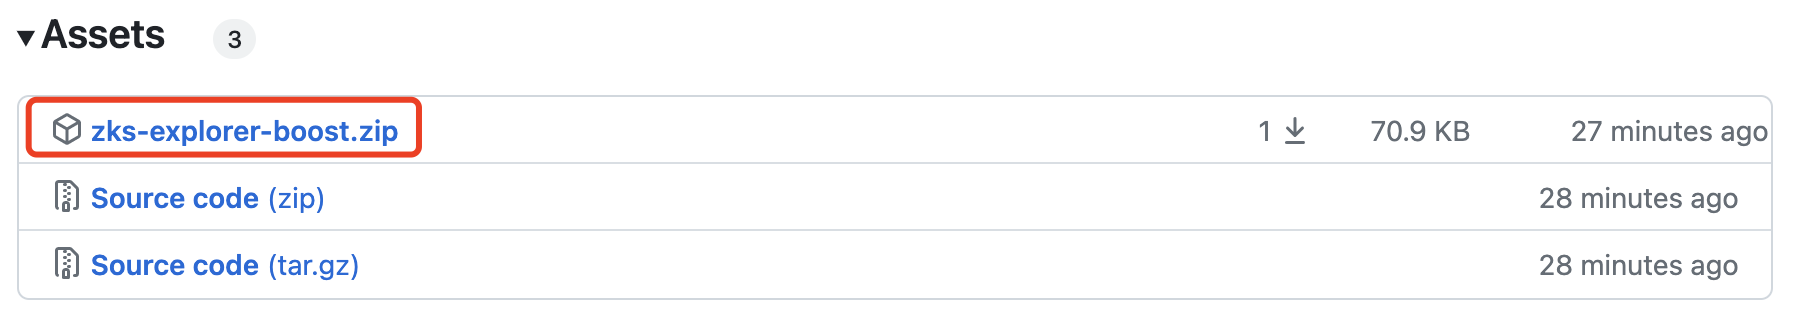 Assets 3
zks-explorer-boost.zip 1 70.9 KB 27 minutes ago
Source code (zip) 28 minutes ago
Source code (tar.gz) 28 minutes ago